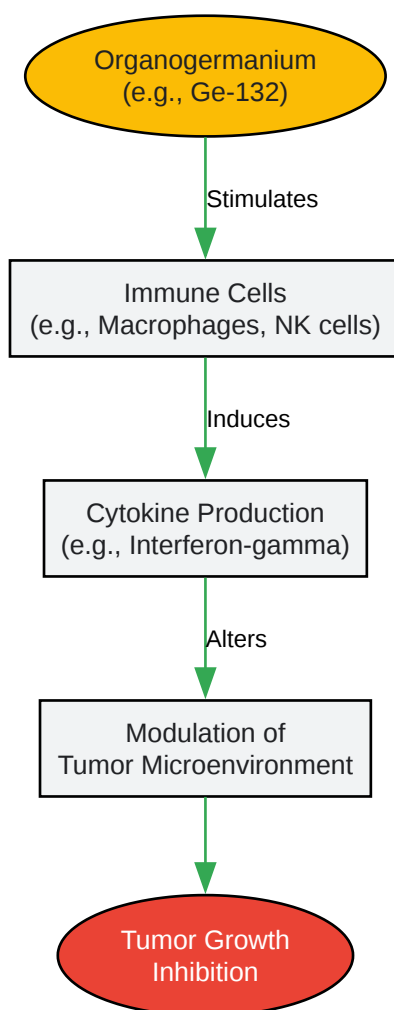 Organogermanium
(e.g., Ge-132)
Stimulates
Immune Cells
(e.g., Macrophages, NK cells)
Induces
Cytokine Production
(e.g., Interferon-gamma)
Alters
Modulation of
Tumor Microenvironment
Tumor Growth
Inhibition